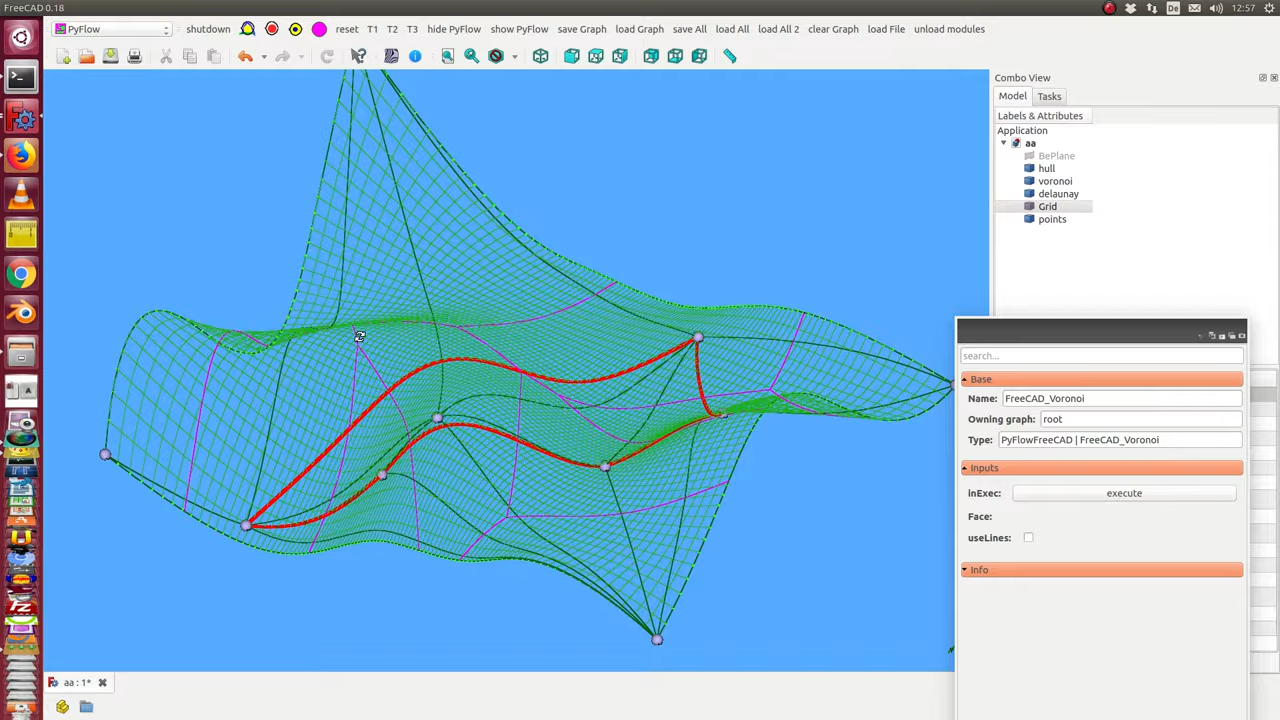 FreeCAD 0.18
De
12:57
PyFlow
shutdown
reset
T1
T2
T3
hide PyFlow
show PyFlow
save Graph
load Graph
save All
load All
load All 2
clear Graph
load File
unload modules
Combo View
Model
Tasks
Labels & Attributes
Application
aa
BePlane
hull
voronoi
delaunay
Grid
points
search...
Base
Name: FreeCAD_Voronoi
Owning graph: root
Type: PyFlowFreeCAD | FreeCAD_Voronoi
Inputs
inExec: execute
Face:
useLines:
Info
aa : 1*